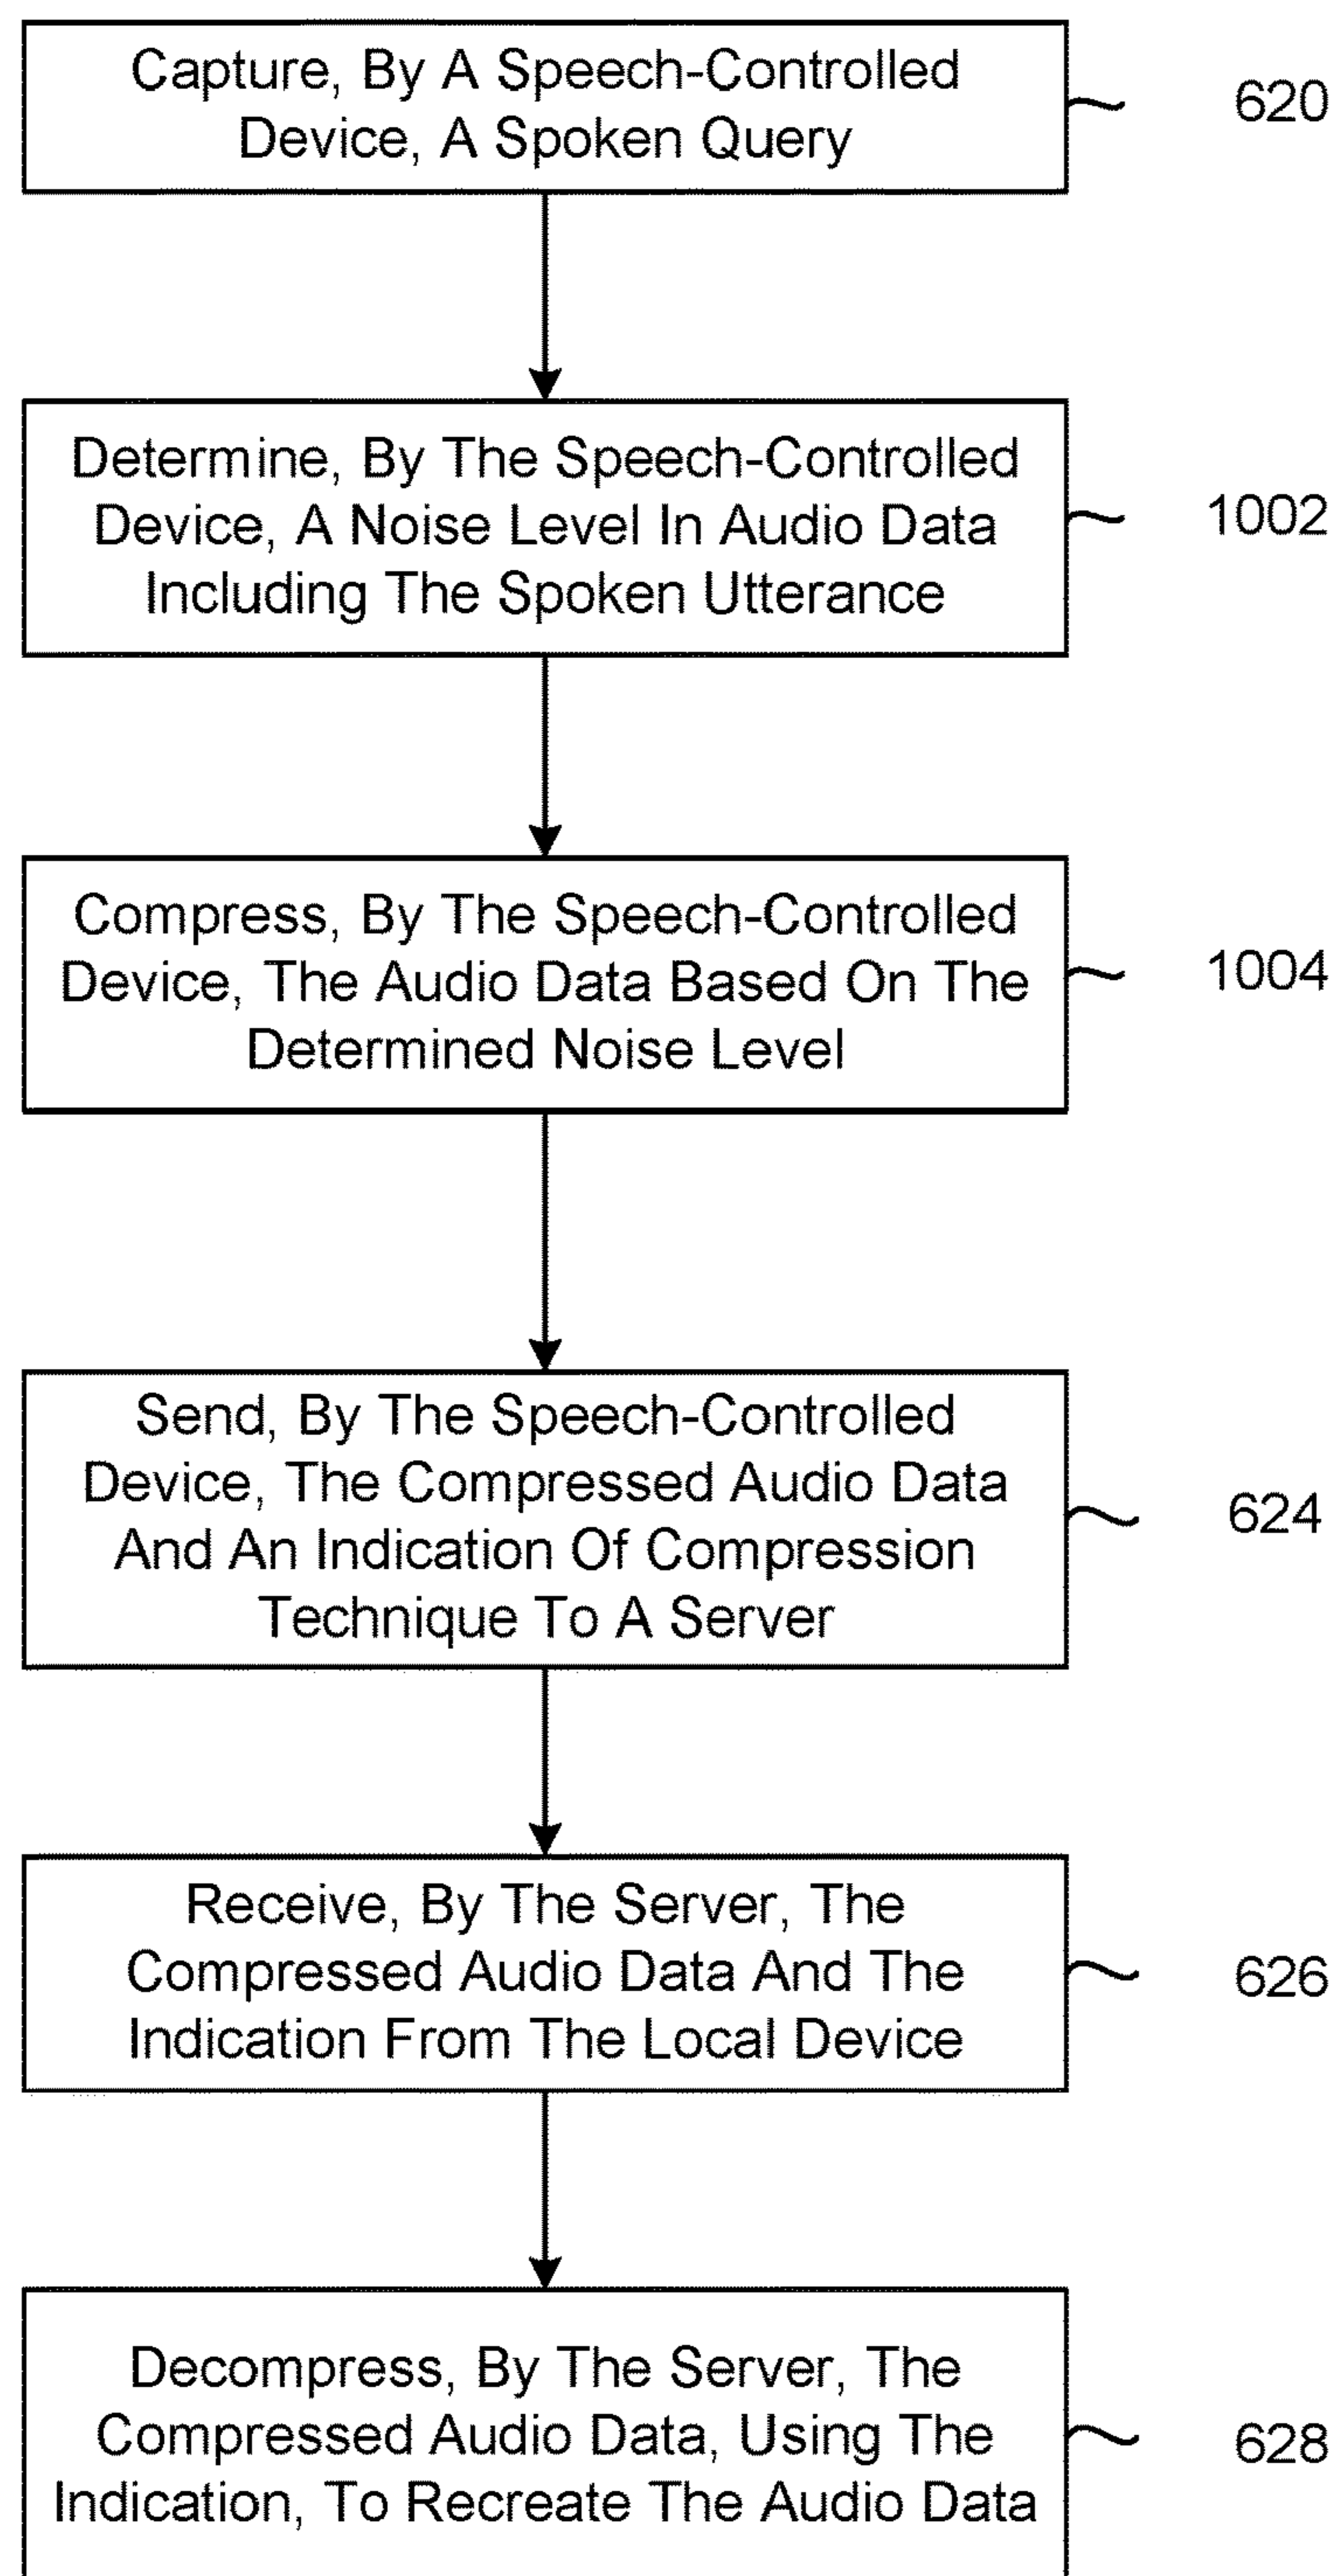 Capture, By A Speech-Controlled
Device, A Spoken Query
620
Determine, By The Speech-Controlled
Device, A Noise Level In Audio Data
Including The Spoken Utterance
1002
Compress, By The Speech-Controlled
Device, The Audio Data Based On The
Determined Noise Level
1004
Send, By The Speech-Controlled
Device, The Compressed Audio Data
And An Indication Of Compression
Technique To A Server
624
Receive, By The Server, The
Compressed Audio Data And The
Indication From The Local Device
626
Decompress, By The Server, The
Compressed Audio Data, Using The
Indication, To Recreate The Audio Data
628